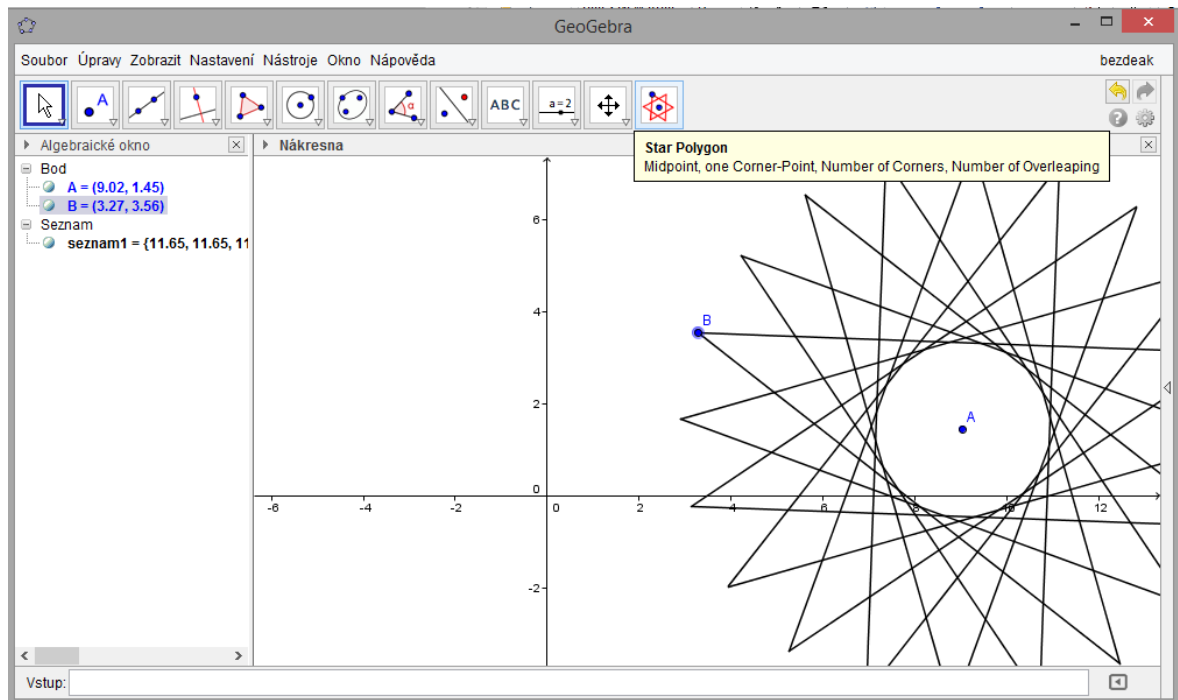 GeoGebra
Soubor Úpravy Zobrazit Nastavení Nástroje Okno Nápověda bezdeak
A α ABC a=2
Algebraické okno Nákresna
Star Polygon
Midpoint, one Corner-Point, Number of Corners, Number of Overleaping
Bod
A = (9.02, 1.45)
B = (3.27, 3.56)
Seznam
seznam1 = {11.65, 11.65, 11
6
4
B
2
A
0
-6 -4 -2 0 2 4 6 8 10 12
-2
Vstup: